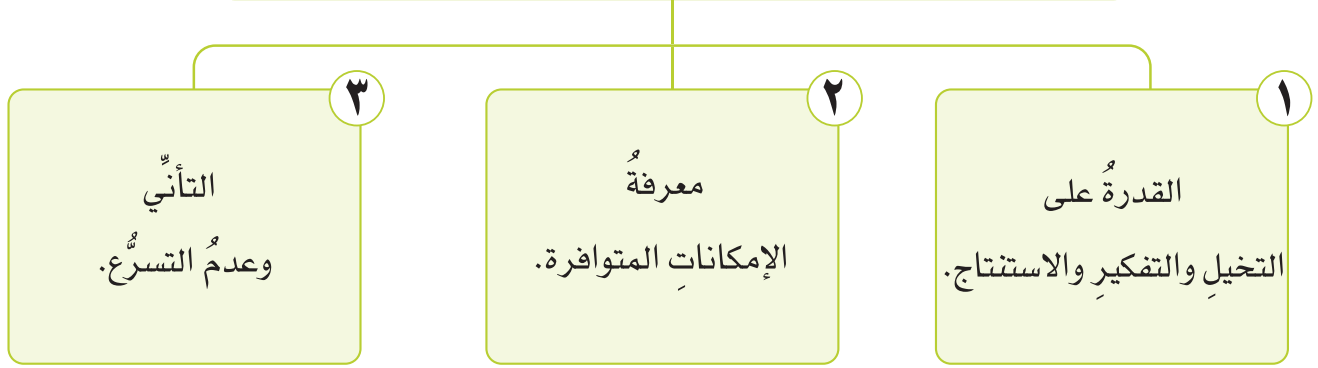 ١
القدرةُ على
التخيلِ والتفكيرِ والاستنتاج.
٢
معرفةُ
الإمكاناتِ المتوافرة.
٣
التأنِّي
وعدمُ التسرُّع.